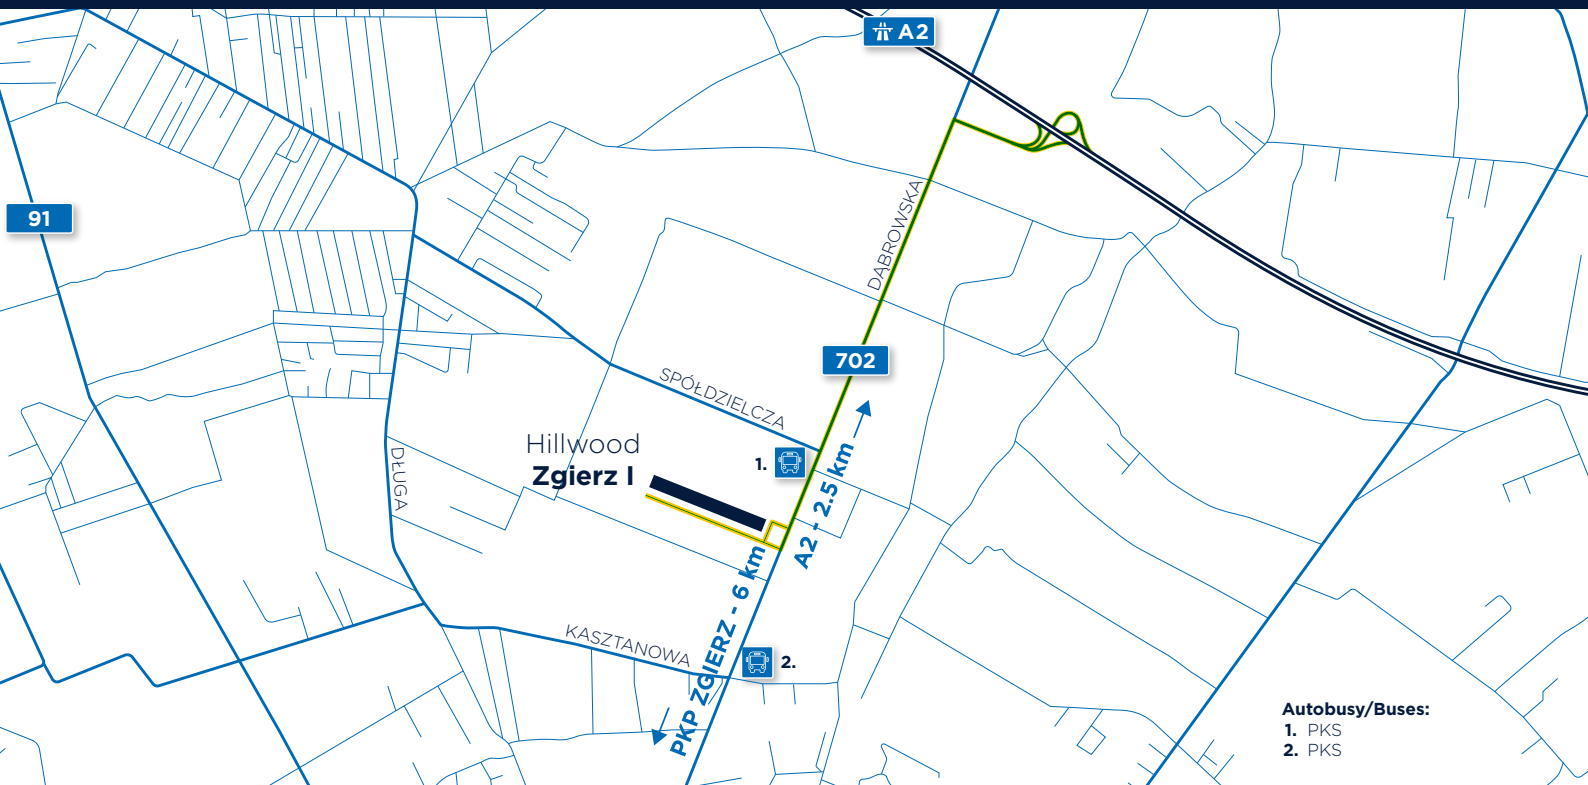 A2
91
DĄBROWSKA
702
SPÓŁDZIELCZA
Hillwood
Zgierz I
1.
DŁUGA
A2 - 2.5 km
PKP ZGIERZ - 6 km
KASZTANOWA
2.
Autobusy/Buses:
1. PKS
2. PKS